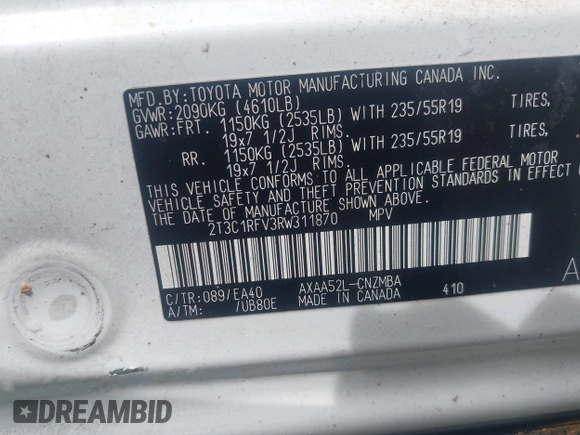 MFD.BY:TOYOTA MOTOR MANUFACTURING CANADA INC.
GVWR:2090KG (4610LB)
GAWR:FRT. 1150KG (2535LB) WITH 235/55R19 TIRES,
19x7 1/2J RIMS.
RR. 1150KG (2535LB) WITH 235/55R19 TIRES,
19x7 1/2J RIMS.
THIS VEHICLE CONFORMS TO ALL APPLICABLE FEDERAL MOTOR
VEHICLE SAFETY AND THEFT PREVENTION STANDARDS IN EFFECT
THE DATE OF MANUFACTURE SHOWN ABOVE.
2T3C1RFV3RW311870 MPV
C/TR:089/EA40 AXAA52L-CNZMBA 410
A/TM: /UB80E MADE IN CANADA
A
DREAMBID